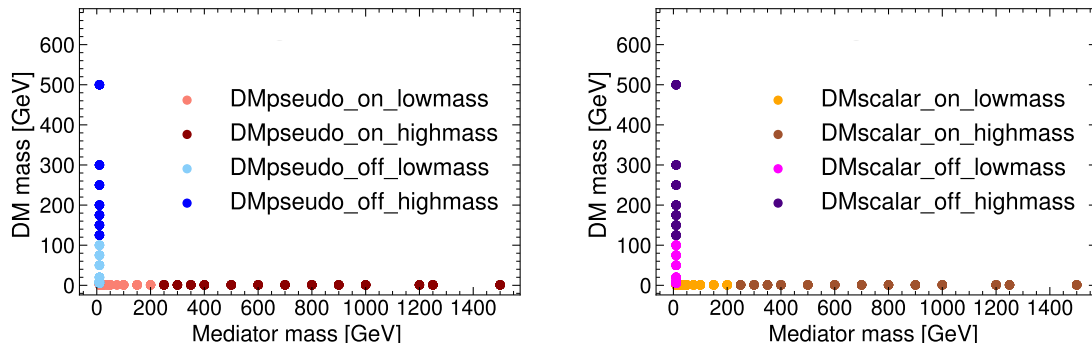 DM mass [GeV]
600
500
400
300
200
100
0
DMpseudo_on_lowmass
DMpseudo_on_highmass
DMpseudo_off_lowmass
DMpseudo_off_highmass
0 200 400 600 800 1000 1200 1400
Mediator mass [GeV]
DM mass [GeV]
600
500
400
300
200
100
0
DMscalar_on_lowmass
DMscalar_on_highmass
DMscalar_off_lowmass
DMscalar_off_highmass
0 200 400 600 800 1000 1200 1400
Mediator mass [GeV]